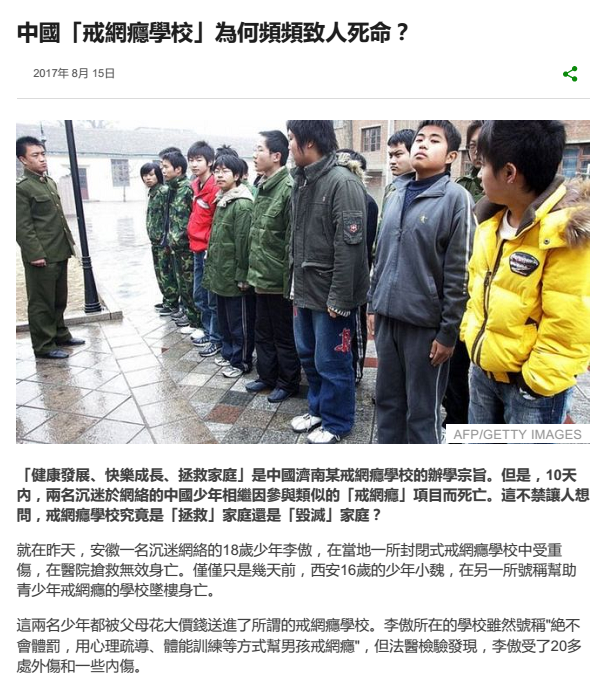 中國「戒網癮學校」為何頻頻致人死命？
2017年 8月 15日
AFP/GETTY IMAGES
「健康發展、快樂成長、拯救家庭」是中國濟南某戒網癮學校的辦學宗旨。但是，10天
內，兩名沉迷於網絡的中國少年相繼因參與類似的「戒網癮」項目而死亡。這不禁讓人想
問，戒網癮學校究竟是「拯救」家庭還是「毀滅」家庭？
就在昨天，安徽一名沉迷網絡的18歲少年李傲，在當地一所封閉式戒網癮學校中受重
傷，在醫院搶救無效身亡。僅僅只是幾天前，西安16歲的少年小魏，在另一所號稱幫助
青少年戒網癮的學校墜樓身亡。
這兩名少年都被父母花大價錢送進了所謂的戒網癮學校。李傲所在的學校雖然號稱"絕不
會體罰，用心理疏導、體能訓練等方式幫男孩戒網癮"，但法醫檢驗發現，李傲受了20多
處外傷和一些內傷。